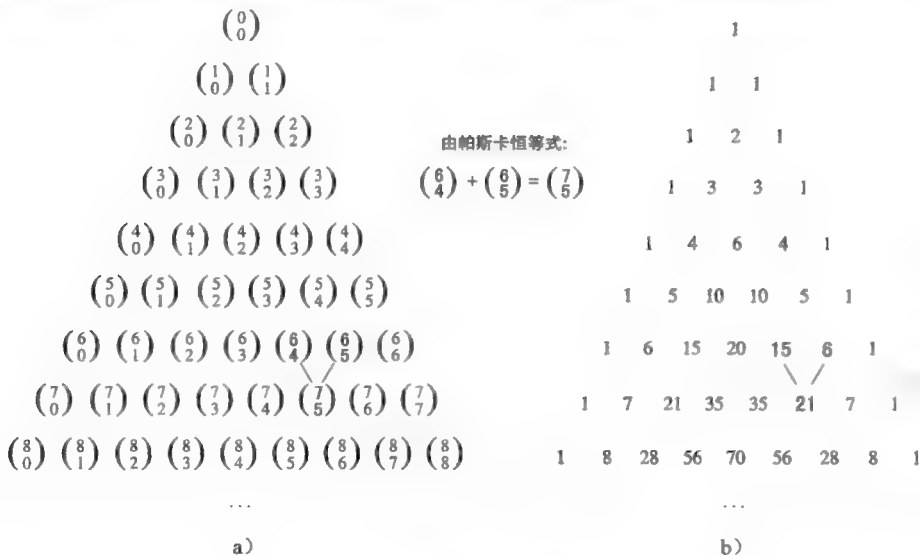 (0 0) 1
(1 0) (1 1) 1 1
(2 0) (2 1) (2 2) 1 2 1
由帕斯卡恒等式:
(3 0) (3 1) (3 2) (3 3) (6 4) + (6 5) = (7 5) 1 3 3 1
(4 0) (4 1) (4 2) (4 3) (4 4) 1 4 6 4 1
(5 0) (5 1) (5 2) (5 3) (5 4) (5 5) 1 5 10 10 5 1
(6 0) (6 1) (6 2) (6 3) (6 4) (6 5) (6 6) 1 6 15 20 15 6 1
(7 0) (7 1) (7 2) (7 3) (7 4) (7 5) (7 6) (7 7) 1 7 21 35 35 21 7 1
(8 0) (8 1) (8 2) (8 3) (8 4) (8 5) (8 6) (8 7) (8 8) 1 8 28 56 70 56 28 8 1
... ...
a) b)